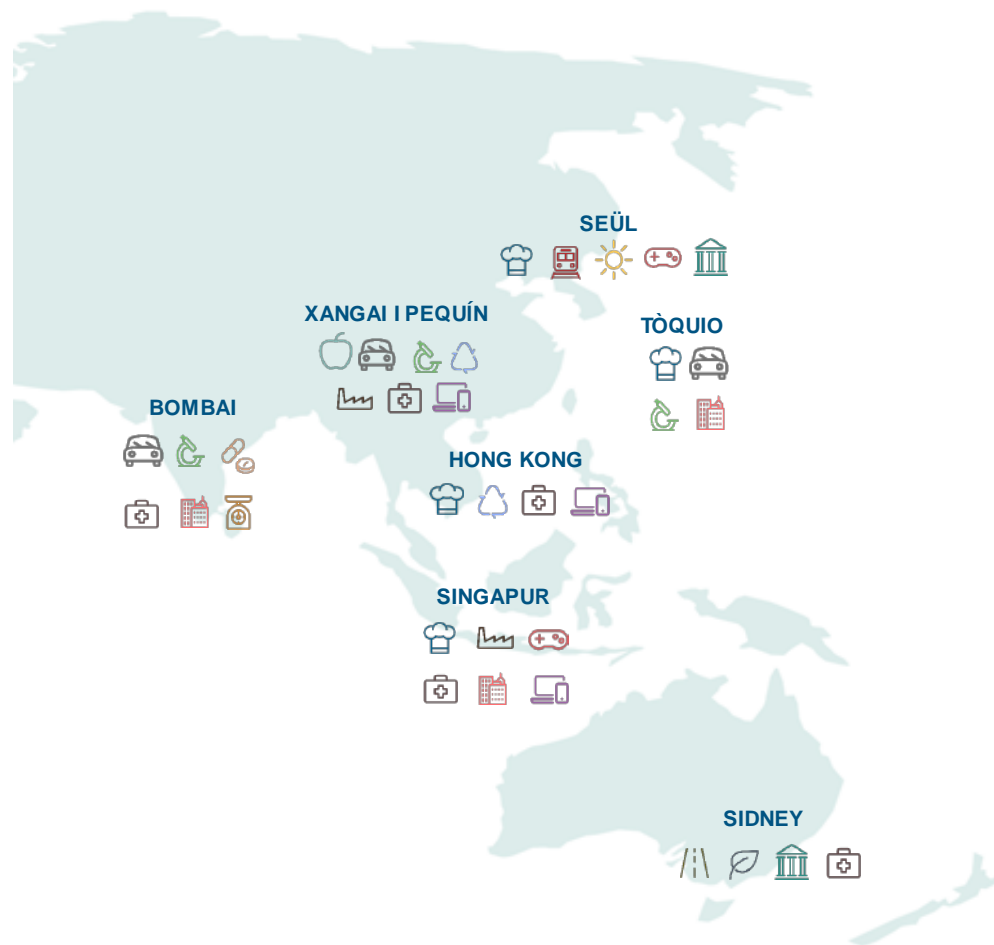 SEÜL
XANGAI I PEQUÍN
TÒQUIO
BOMBAI
HONG KONG
SINGAPUR
SIDNEY